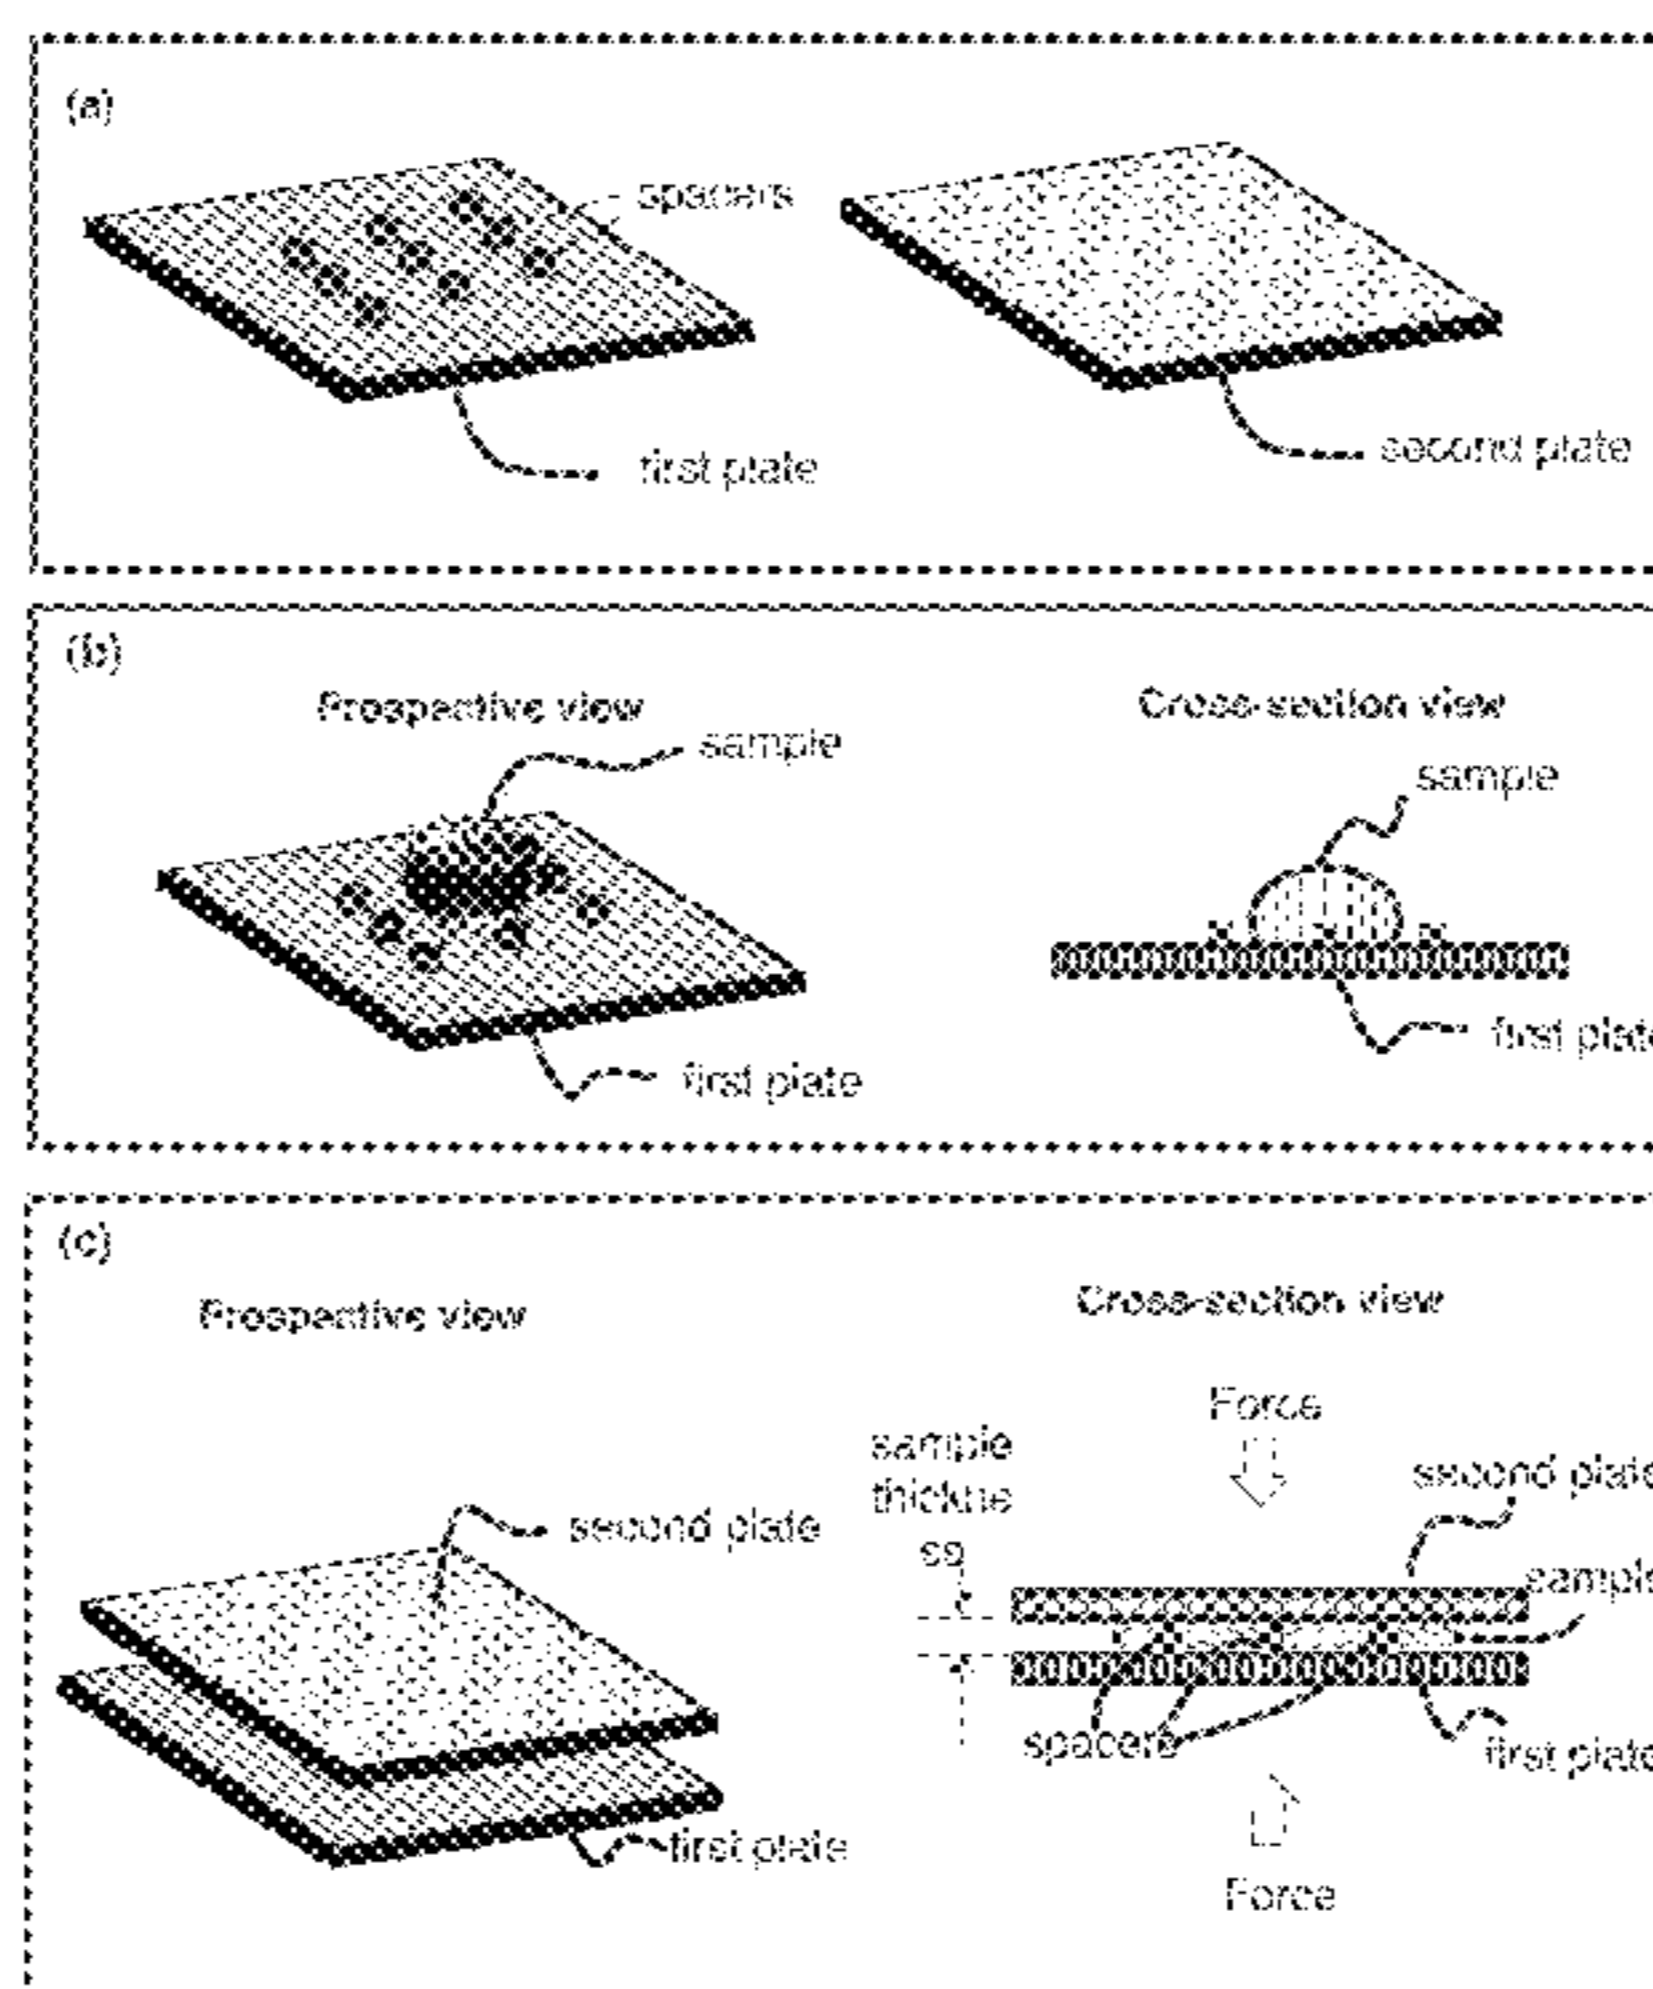 (a)
spacers
first plate
second plate
(b)
Prospective view
Cross-section view
sample
sample
first plate
first plat
(c)
Prospective view
Cross-section view
Force
sample
thickne
ss
second plate
second plate
sample
spacers
first plate
first plate
Force